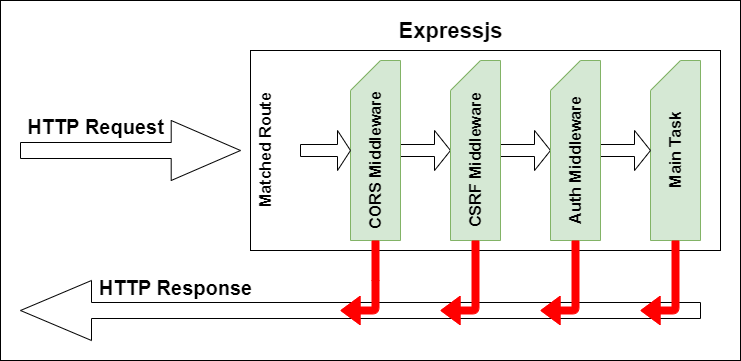 Expressjs
HTTP Request
Matched Route
CORS Middleware
CSRF Middleware
Auth Middleware
Main Task
HTTP Response